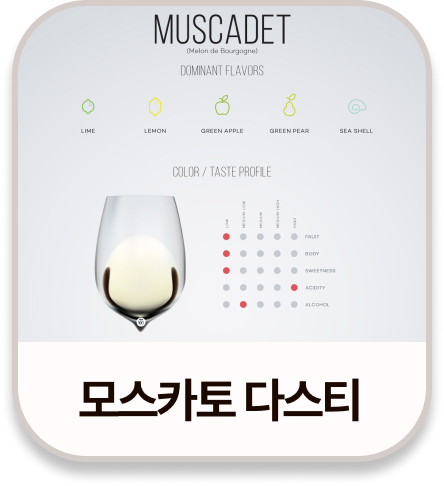 MUSCADET
(Melon de Bourgogne)
DOMINANT FLAVORS
LIME LEMON GREEN APPLE GREEN PEAR SEA SHELL
COLOR / TASTE PROFILE
LOW MEDIUM-LOW MEDIUM MEDIUM-HIGH HIGH
FRUIT
BODY
SWEETNESS
ACIDITY
ALCOHOL
모스카토 다스티